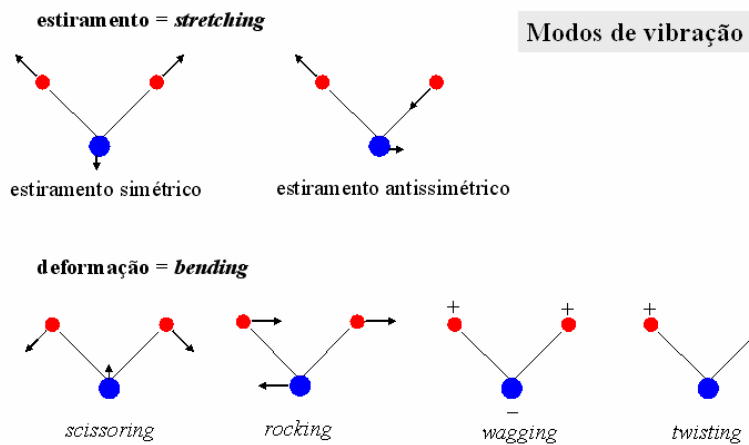 estiramento = stretching
Modos de vibração
estiramento simétrico
estiramento antissimétrico
deformação = bending
+ + +
−
scissoring rocking wagging twisting